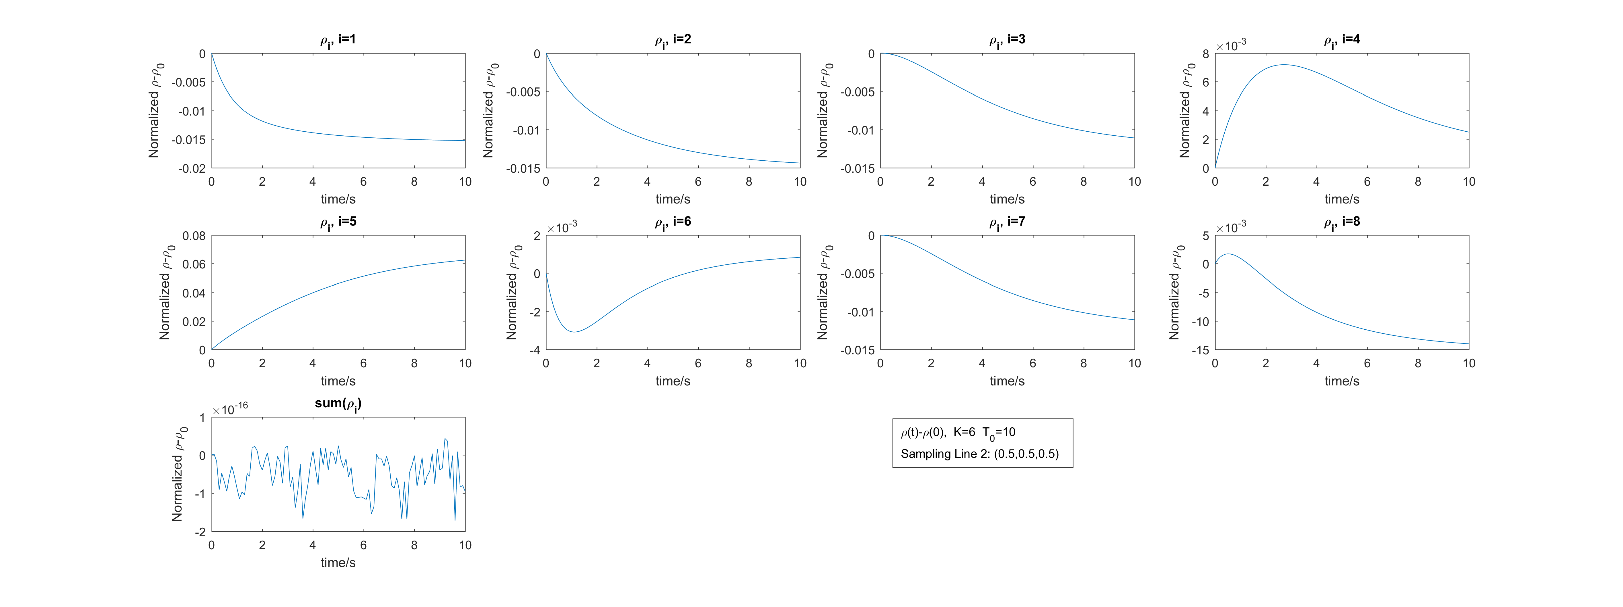 ρi, i=1
Normalized ρ-ρ0
0
-0.005
-0.01
-0.015
-0.02
0 2 4 6 8 10
time/s
ρi, i=2
Normalized ρ-ρ0
0
-0.005
-0.01
-0.015
0 2 4 6 8 10
time/s
ρi, i=3
Normalized ρ-ρ0
0
-0.005
-0.01
-0.015
0 2 4 6 8 10
time/s
ρi, i=4
×10-3
Normalized ρ-ρ0
8
6
4
2
0
0 2 4 6 8 10
time/s
ρi, i=5
Normalized ρ-ρ0
0.08
0.06
0.04
0.02
0
0 2 4 6 8 10
time/s
ρi, i=6
×10-3
Normalized ρ-ρ0
2
0
-2
-4
0 2 4 6 8 10
time/s
ρi, i=7
Normalized ρ-ρ0
0
-0.005
-0.01
-0.015
0 2 4 6 8 10
time/s
ρi, i=8
×10-3
Normalized ρ-ρ0
5
0
-5
-10
-15
0 2 4 6 8 10
time/s
sum(ρi)
×10-16
Normalized ρ-ρ0
1
0
-1
-2
0 2 4 6 8 10
time/s
ρ(t)-ρ(0), K=6 T0=10
Sampling Line 2: (0.5,0.5,0.5)